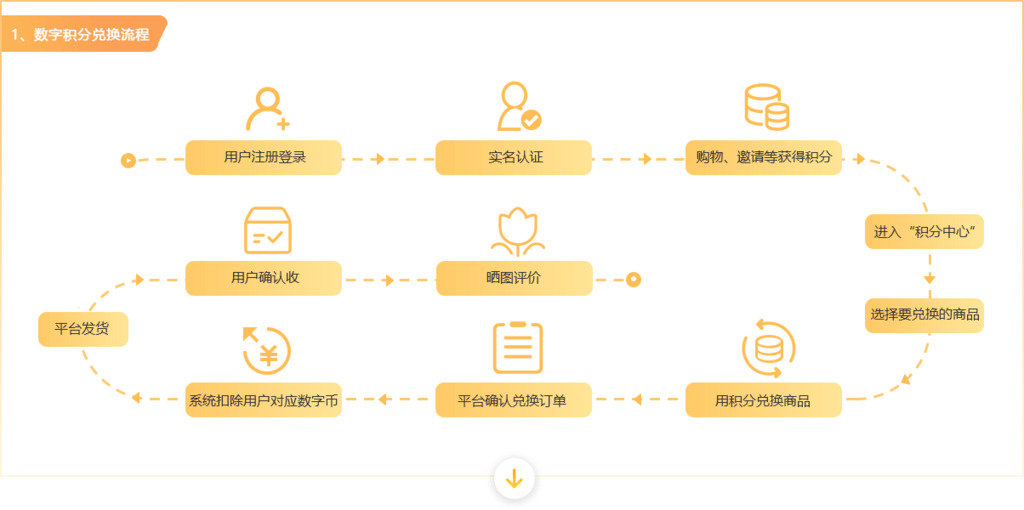 1、数字积分兑换流程
用户注册登录
实名认证
购物、邀请等获得积分
进入“积分中心”
选择要兑换的商品
用积分兑换商品
平台确认兑换订单
系统扣除用户对应数字币
平台发货
用户确认收
晒图评价